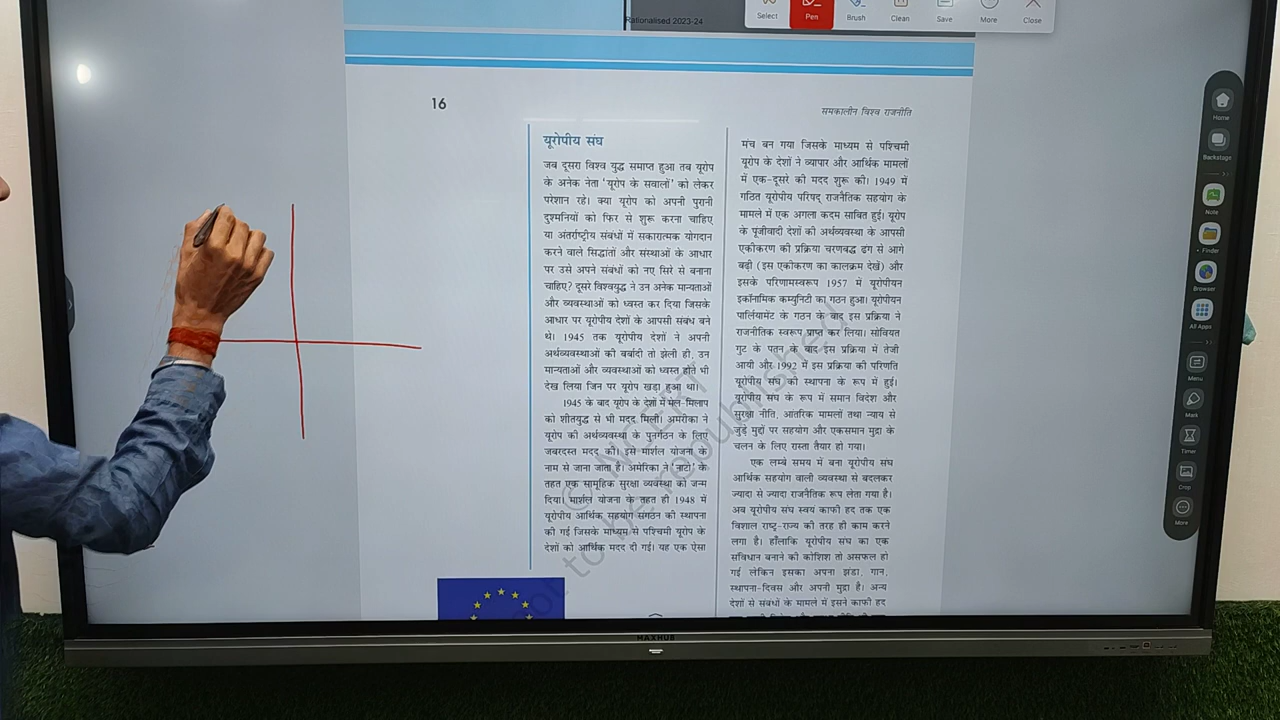 Rationalised 2023-24
Select
Pen
Brush
Clean
Save
More
Close
16
समकालीन विश्व राजनीति
यूरोपीय संघ
जब दूसरा विश्व युद्ध समाप्त हुआ तब यूरोप
के अनेक नेता 'यूरोप के सवालों' को लेकर
परेशान रहे। क्या यूरोप को अपनी पुरानी
दुश्मनियों को फिर से शुरू करना चाहिए
या अंतर्राष्ट्रीय संबंधों में सकारात्मक योगदान
करने वाले सिद्धांतों और संस्थाओं के आधार
पर उसे अपने संबंधों को नए सिरे से बनाना
चाहिए? दूसरे विश्वयुद्ध ने उन अनेक मान्यताओं
और व्यवस्थाओं को ध्वस्त कर दिया जिसके
आधार पर यूरोपीय देशों के आपसी संबंध बने
थे। 1945 तक यूरोपीय देशों ने अपनी
अर्थव्यवस्थाओं की बर्बादी तो झेली ही, उन
मान्यताओं और व्यवस्थाओं को ध्वस्त होते भी
देख लिया जिन पर यूरोप खड़ा हुआ था।
1945 के बाद यूरोप के देशों में मेल-मिलाप
को शीतयुद्ध से भी मदद मिली। अमरीका ने
यूरोप की अर्थव्यवस्था के पुनर्गठन के लिए
जबरदस्त मदद की। इसे मार्शल योजना के
नाम से जाना जाता है। अमेरिका ने 'नाटो' के
तहत एक सामूहिक सुरक्षा व्यवस्था को जन्म
दिया। मार्शल योजना के तहत ही 1948 में
यूरोपीय आर्थिक सहयोग संगठन की स्थापना
की गई जिसके माध्यम से पश्चिमी यूरोप के
देशों को आर्थिक मदद दी गई। यह एक ऐसा
मंच बन गया जिसके माध्यम से पश्चिमी
यूरोप के देशों ने व्यापार और आर्थिक मामलों
में एक-दूसरे की मदद शुरू की। 1949 में
गठित यूरोपीय परिषद् राजनैतिक सहयोग के
मामले में एक अगला कदम साबित हुई। यूरोप
के पूंजीवादी देशों की अर्थव्यवस्था के आपसी
एकीकरण की प्रक्रिया चरणबद्ध ढंग से आगे
बढ़ी (इस एकीकरण का कालक्रम देखें) और
इसके परिणामस्वरूप 1957 में यूरोपीयन
इकॉनामिक कम्युनिटी का गठन हुआ। यूरोपीयन
पार्लियामेंट के गठन के बाद इस प्रक्रिया ने
राजनीतिक स्वरूप प्राप्त कर लिया। सोवियत
गुट के पतन के बाद इस प्रक्रिया में तेजी
आयी और 1992 में इस प्रक्रिया की परिणति
यूरोपीय संघ की स्थापना के रूप में हुई।
यूरोपीय संघ के रूप में समान विदेश और
सुरक्षा नीति, आंतरिक मामलों तथा न्याय से
जुड़े मुद्दों पर सहयोग और एकसमान मुद्रा के
चलन के लिए रास्ता तैयार हो गया।
एक लम्बे समय में बना यूरोपीय संघ
आर्थिक सहयोग वाली व्यवस्था से बदलकर
ज्यादा से ज्यादा राजनैतिक रूप लेता गया है।
अब यूरोपीय संघ स्वयं काफी हद तक एक
विशाल राष्ट्र-राज्य की तरह ही काम करने
लगा है। हाँलाकि यूरोपीय संघ का एक
संविधान बनाने की कोशिश तो असफल हो
गई लेकिन इसका अपना झंडा, गान,
स्थापना-दिवस और अपनी मुद्रा है। अन्य
देशों से संबंधों के मामले में इसने काफी हद
Home
Backstage
Note
Finder
Browser
All Apps
Menu
Mark
Timer
Crop
More
MAXHUB